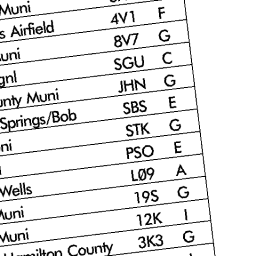 Muni
s Airfield 4V1 F
uni 8V7 G
gnl SGU C
unty Muni JHN G
Springs/Bob SBS E
ni STK G
PSO E
Wells L09 A
Muni 19S G
Muni 12K I
Hamilton County 3K3 G